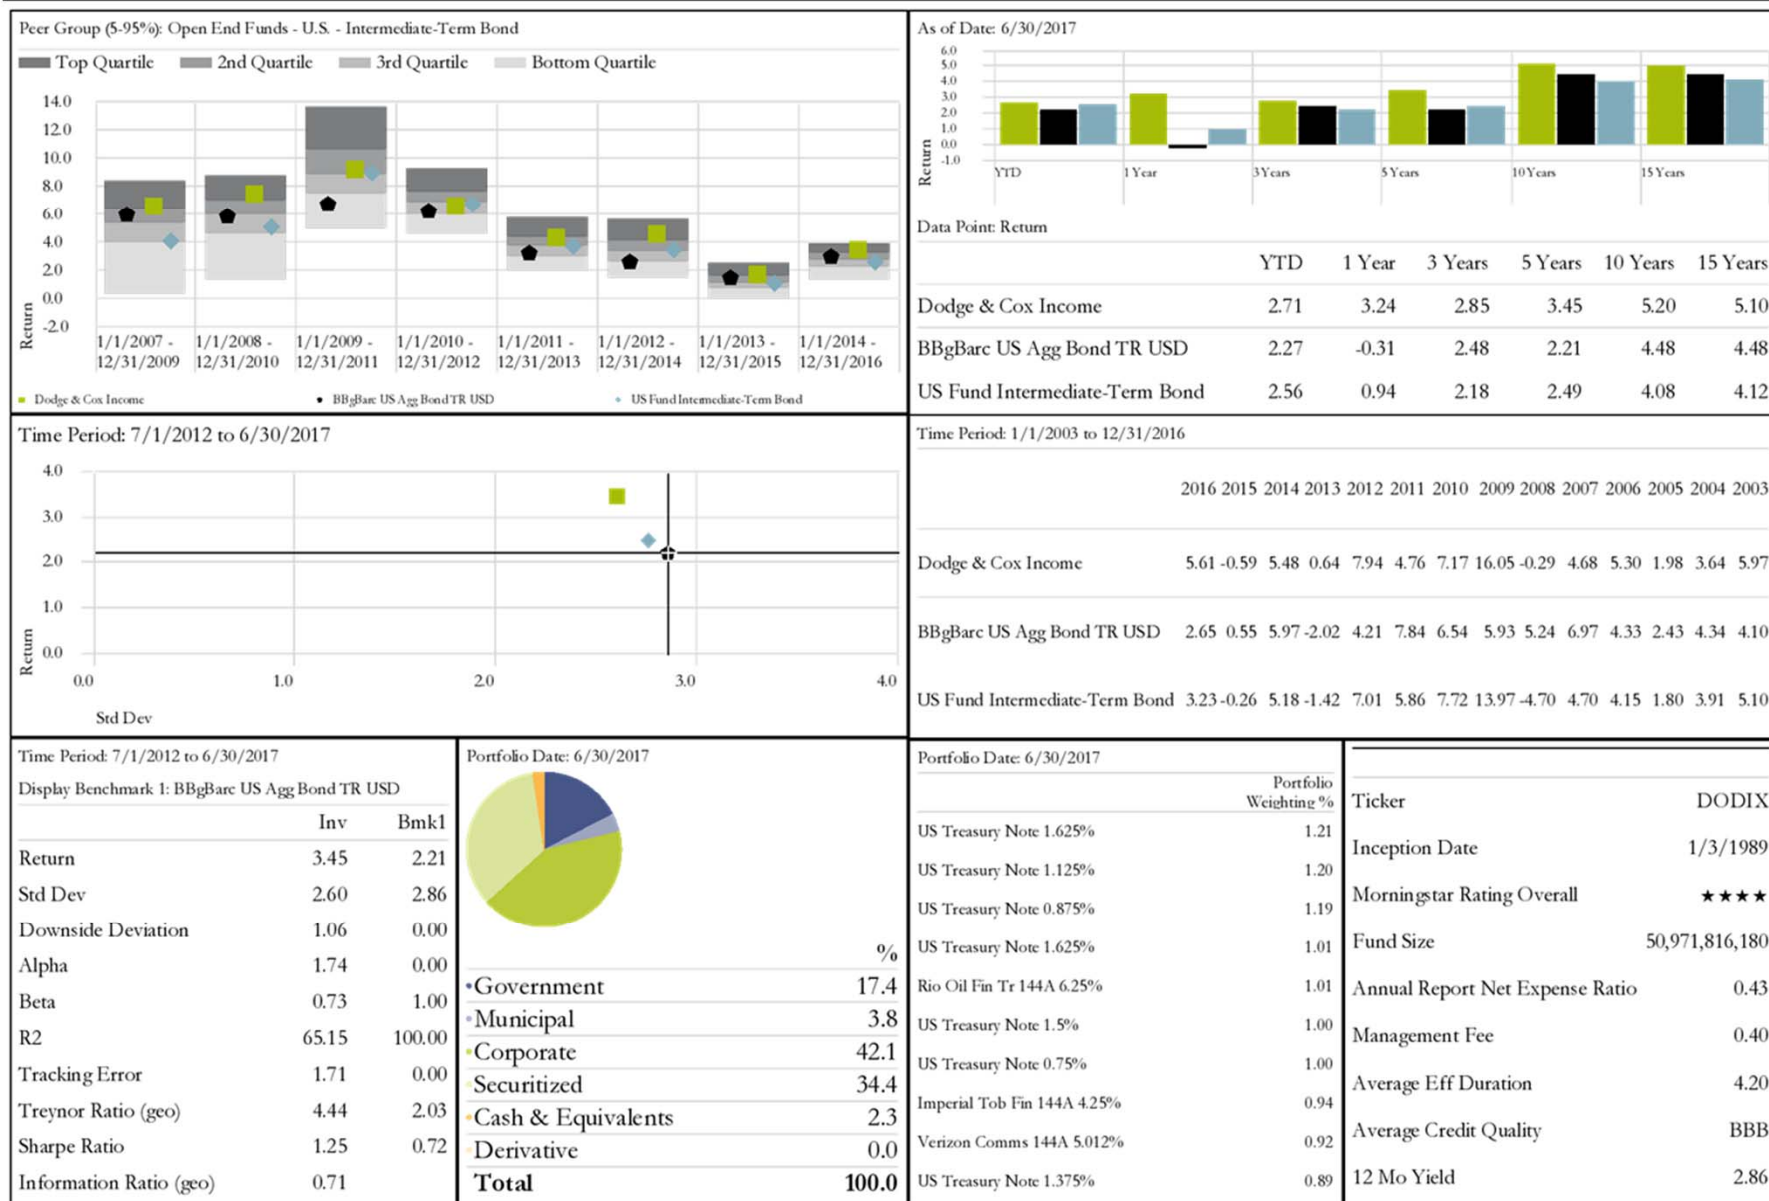 Peer Group (5-95%): Open End Funds - U.S. - Intermediate-Term Bond
Top Quartile 2nd Quartile 3rd Quartile Bottom Quartile
14.0
12.0
10.0
8.0
6.0
4.0
2.0
0.0
-2.0
Return
1/1/2007 - 1/1/2008 - 1/1/2009 - 1/1/2010 - 1/1/2011 - 1/1/2012 - 1/1/2013 - 1/1/2014 -
12/31/2009 12/31/2010 12/31/2011 12/31/2012 12/31/2013 12/31/2014 12/31/2015 12/31/2016
Dodge & Cox Income BBgBarc US Agg Bond TR USD US Fund Intermediate-Term Bond
As of Date: 6/30/2017
6.0
5.0
4.0
3.0
2.0
1.0
0.0
-1.0
Return
YTD 1 Year 3 Years 5 Years 10 Years 15 Years
Data Point: Return
YTD 1 Year 3 Years 5 Years 10 Years 15 Years
Dodge & Cox Income 2.71 3.24 2.85 3.45 5.20 5.10
BBgBarc US Agg Bond TR USD 2.27 -0.31 2.48 2.21 4.48 4.48
US Fund Intermediate-Term Bond 2.56 0.94 2.18 2.49 4.08 4.12
Time Period: 7/1/2012 to 6/30/2017
4.0
3.0
2.0
1.0
0.0
Return
0.0 1.0 2.0 3.0 4.0
Std Dev
Time Period: 1/1/2003 to 12/31/2016
2016 2015 2014 2013 2012 2011 2010 2009 2008 2007 2006 2005 2004 2003
Dodge & Cox Income 5.61 -0.59 5.48 0.64 7.94 4.76 7.17 16.05 -0.29 4.68 5.30 1.98 3.64 5.97
BBgBarc US Agg Bond TR USD 2.65 0.55 5.97 -2.02 4.21 7.84 6.54 5.93 5.24 6.97 4.33 2.43 4.34 4.10
US Fund Intermediate-Term Bond 3.23 -0.26 5.18 -1.42 7.01 5.86 7.72 13.97 -4.70 4.70 4.15 1.80 3.91 5.10
Time Period: 7/1/2012 to 6/30/2017
Display Benchmark 1: BBgBarc US Agg Bond TR USD
Inv Bmk1
Return 3.45 2.21
Std Dev 2.60 2.86
Downside Deviation 1.06 0.00
Alpha 1.74 0.00
Beta 0.73 1.00
R2 65.15 100.00
Tracking Error 1.71 0.00
Treynor Ratio (geo) 4.44 2.03
Sharpe Ratio 1.25 0.72
Information Ratio (geo) 0.71
Portfolio Date: 6/30/2017
%
•Government 17.4
•Municipal 3.8
•Corporate 42.1
•Securitized 34.4
•Cash & Equivalents 2.3
•Derivative 0.0
Total 100.0
Portfolio Date: 6/30/2017
Portfolio
Weighting %
US Treasury Note 1.625% 1.21
US Treasury Note 1.125% 1.20
US Treasury Note 0.875% 1.19
US Treasury Note 1.625% 1.01
Rio Oil Fin Tr 144A 6.25% 1.01
US Treasury Note 1.5% 1.00
US Treasury Note 0.75% 1.00
Imperial Tob Fin 144A 4.25% 0.94
Verizon Comms 144A 5.012% 0.92
US Treasury Note 1.375% 0.89
Ticker DODIX
Inception Date 1/3/1989
Morningstar Rating Overall ★★★★
Fund Size 50,971,816,180
Annual Report Net Expense Ratio 0.43
Management Fee 0.40
Average Eff Duration 4.20
Average Credit Quality BBB
12 Mo Yield 2.86